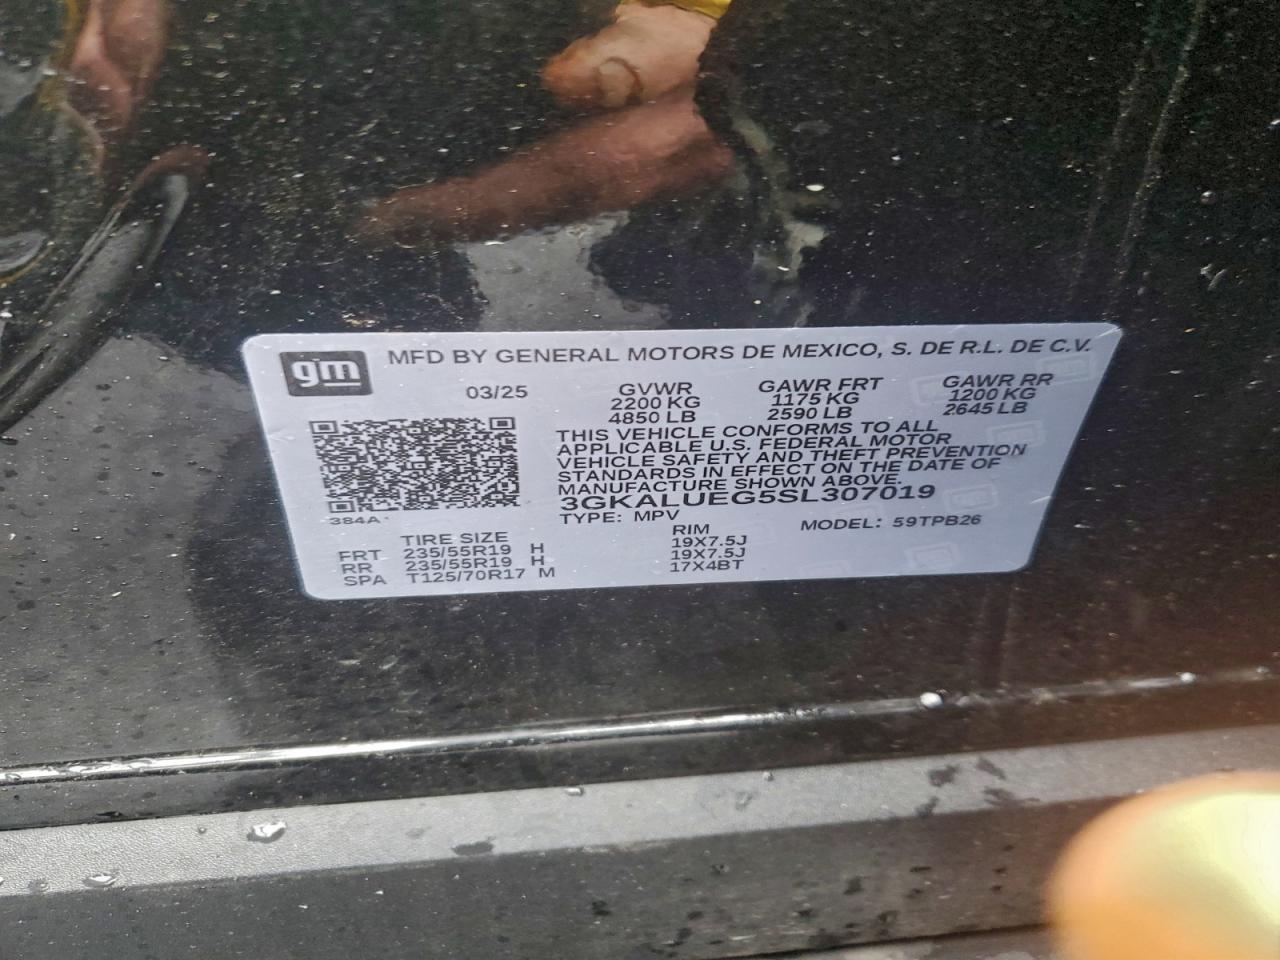 gm
MFD BY GENERAL MOTORS DE MEXICO, S. DE R.L. DE C.V.
03/25
GVWR GAWR FRT GAWR RR
2200 KG 1175 KG 1200 KG
4850 LB 2590 LB 2645 LB
THIS VEHICLE CONFORMS TO ALL
APPLICABLE U.S. FEDERAL MOTOR
VEHICLE SAFETY AND THEFT PREVENTION
STANDARDS IN EFFECT ON THE DATE OF
MANUFACTURE SHOWN ABOVE.
3GKALUEG5SL307019
384A
TYPE: MPV MODEL: 59TPB26
TIRE SIZE RIM
FRT 235/55R19 H 19X7.5J
RR 235/55R19 H 19X7.5J
SPA T125/70R17 M 17X4BT